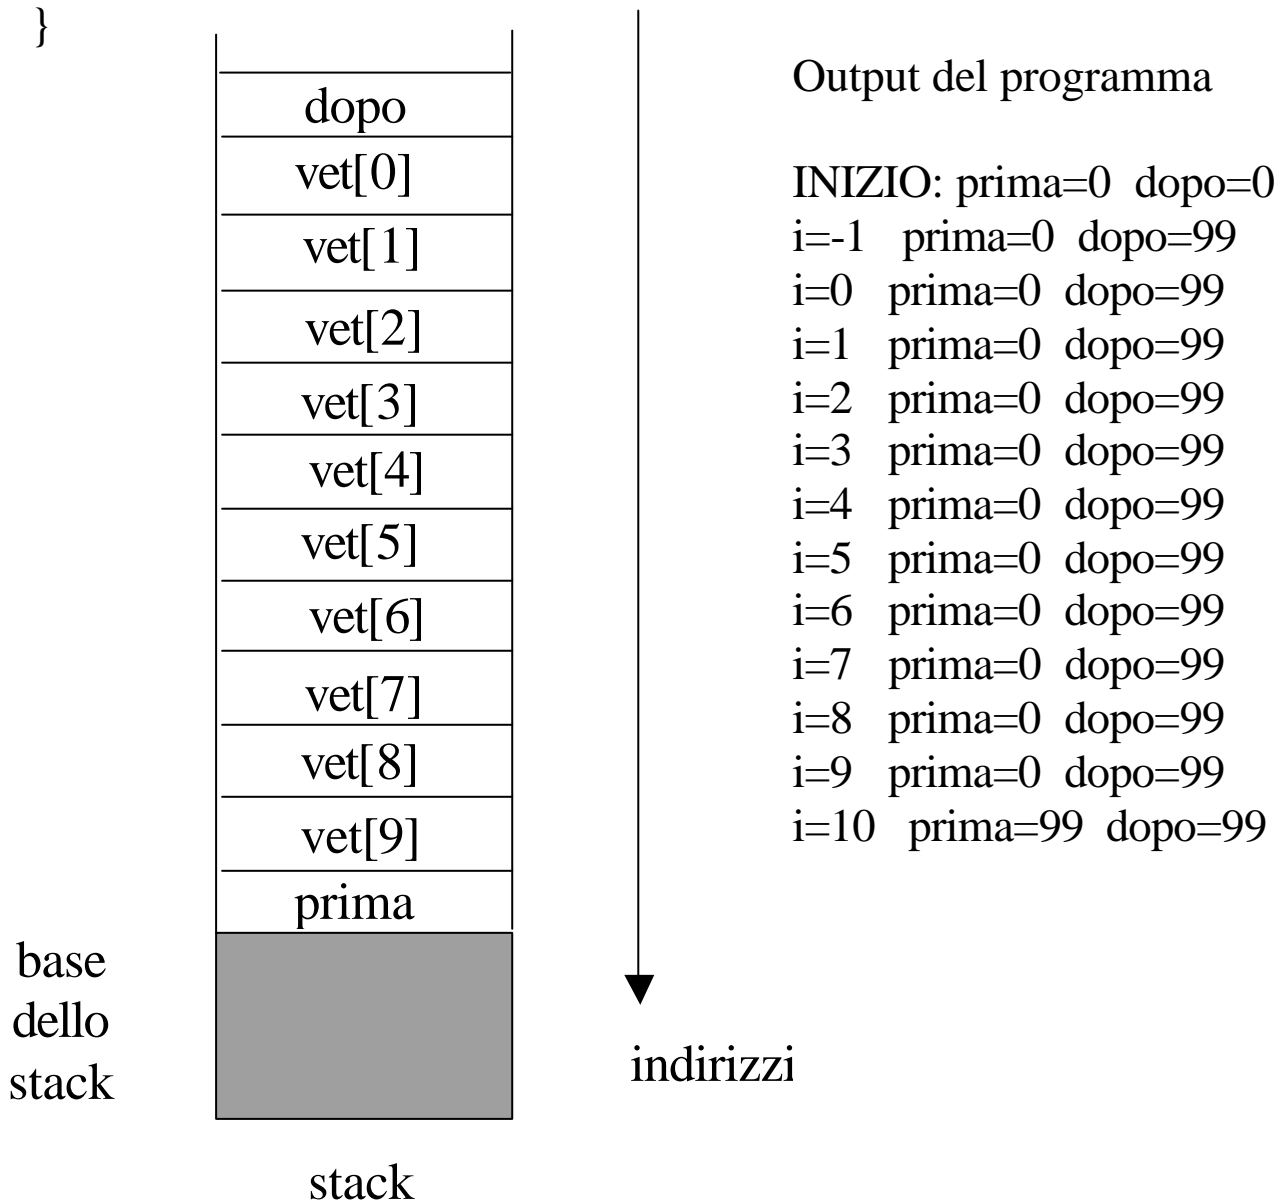 }
dopo
vet[0]
vet[1]
vet[2]
vet[3]
vet[4]
vet[5]
vet[6]
vet[7]
vet[8]
vet[9]
prima
base
dello
stack
stack
indirizzi
Output del programma
INIZIO: prima=0 dopo=0
i=-1 prima=0 dopo=99
i=0 prima=0 dopo=99
i=1 prima=0 dopo=99
i=2 prima=0 dopo=99
i=3 prima=0 dopo=99
i=4 prima=0 dopo=99
i=5 prima=0 dopo=99
i=6 prima=0 dopo=99
i=7 prima=0 dopo=99
i=8 prima=0 dopo=99
i=9 prima=0 dopo=99
i=10 prima=99 dopo=99